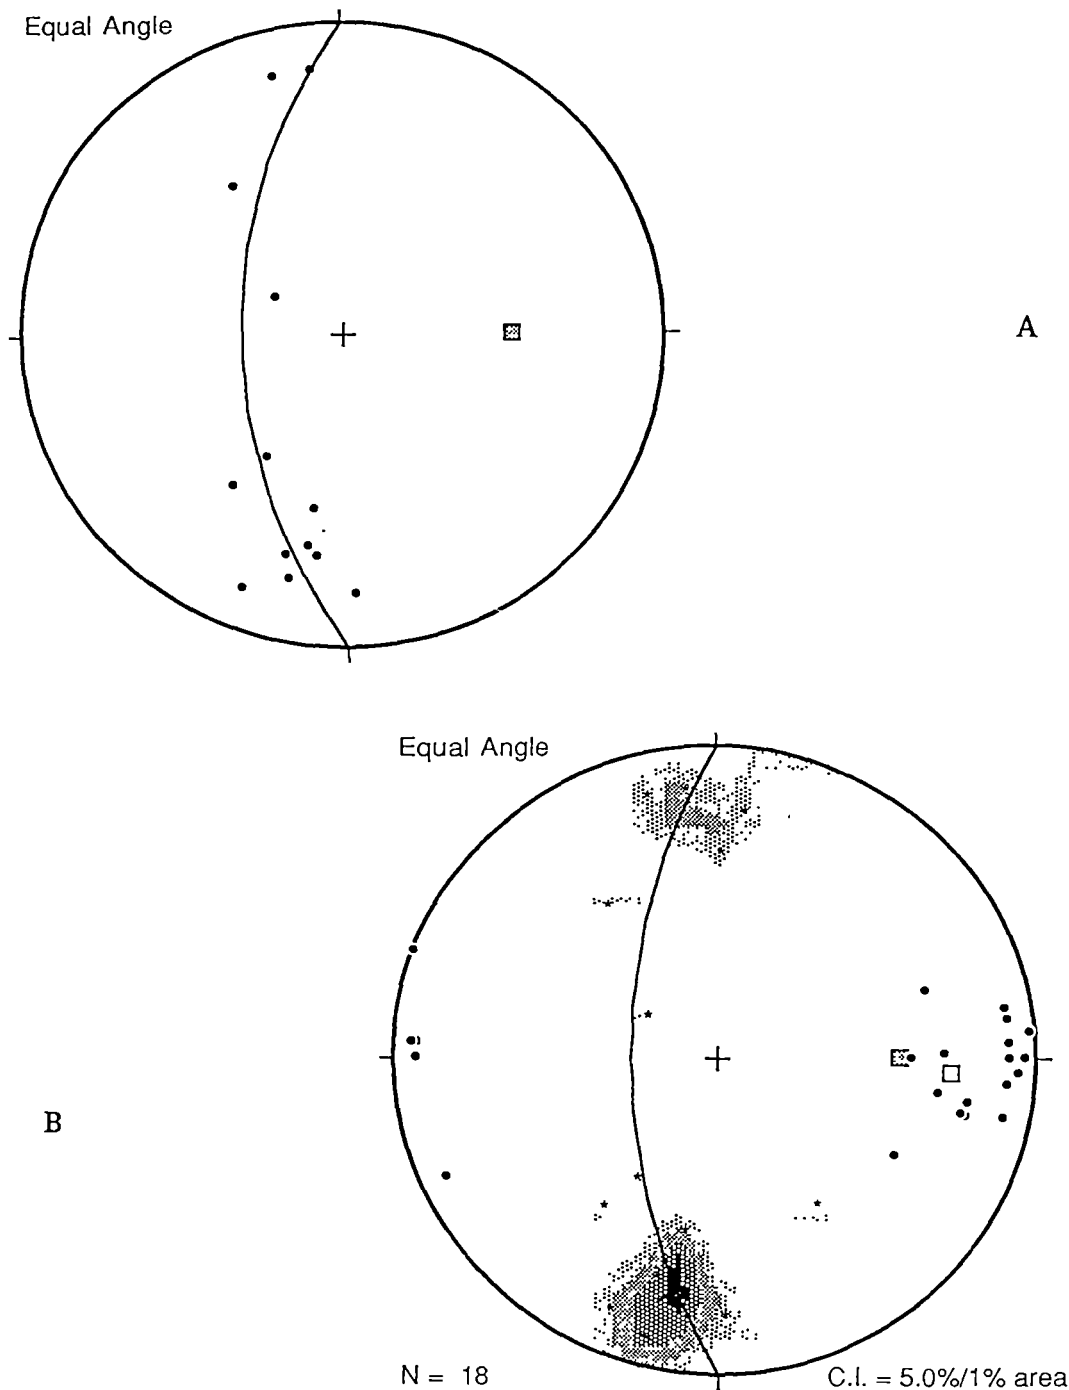 Equal Angle
A
Equal Angle
B
N = 18
C.I. = 5.0%/1% area